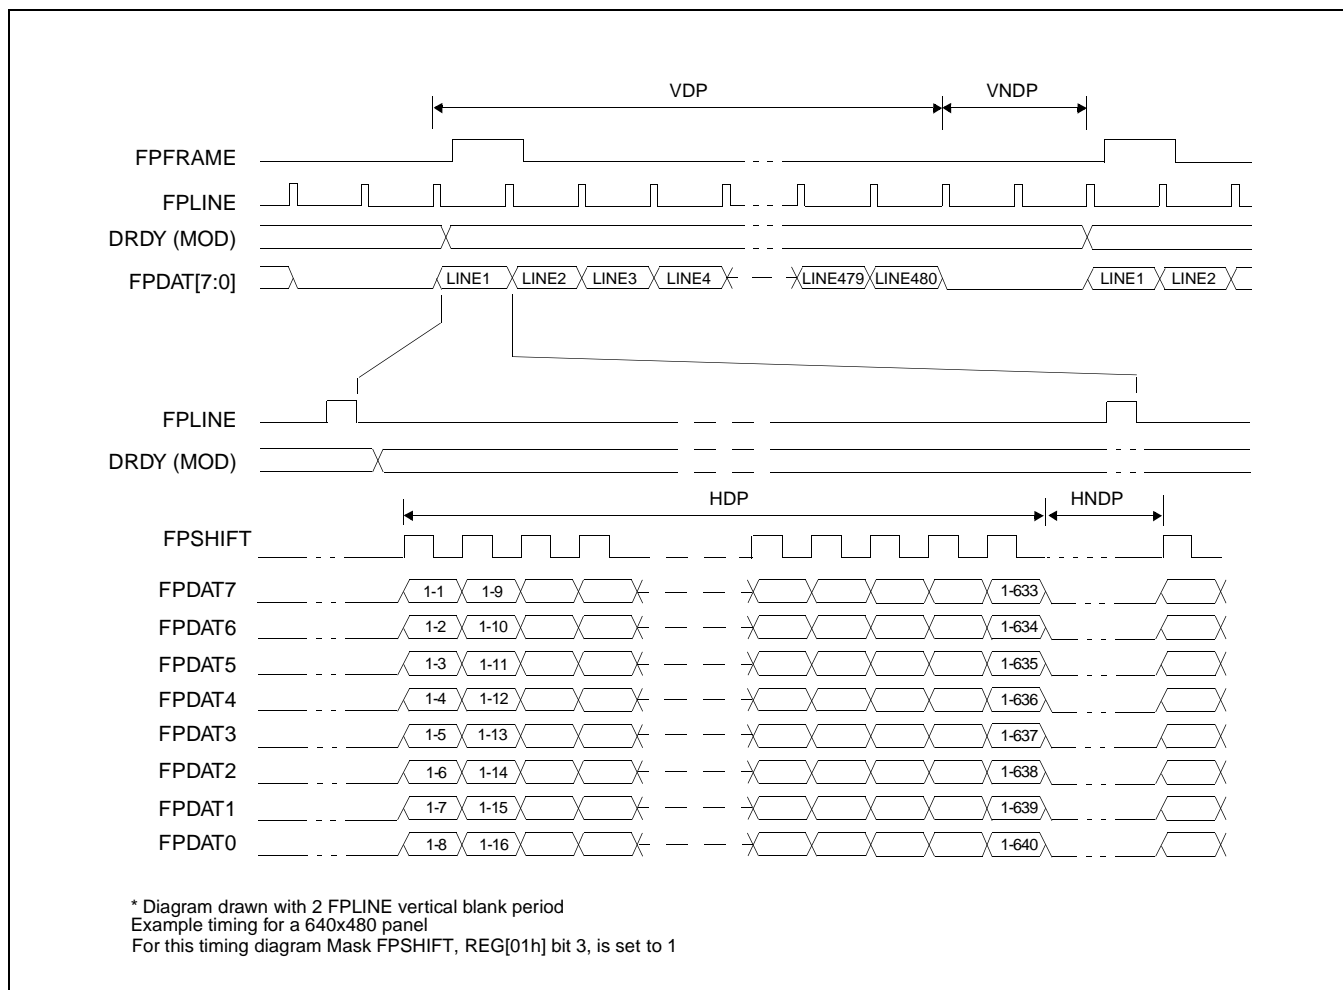 VDP VNDP
FPFRAME
FPLINE
DRDY (MOD)
FPDAT[7:0] LINE1 LINE2 LINE3 LINE4 LINE479 LINE480 LINE1 LINE2
FPLINE
DRDY (MOD)
HDP HNDP
FPSHIFT
FPDAT7 1-1 1-9 1-633
FPDAT6 1-2 1-10 1-634
FPDAT5 1-3 1-11 1-635
FPDAT4 1-4 1-12 1-636
FPDAT3 1-5 1-13 1-637
FPDAT2 1-6 1-14 1-638
FPDAT1 1-7 1-15 1-639
FPDAT0 1-8 1-16 1-640
* Diagram drawn with 2 FPLINE vertical blank period
Example timing for a 640x480 panel
For this timing diagram Mask FPSHIFT, REG[01h] bit 3, is set to 1